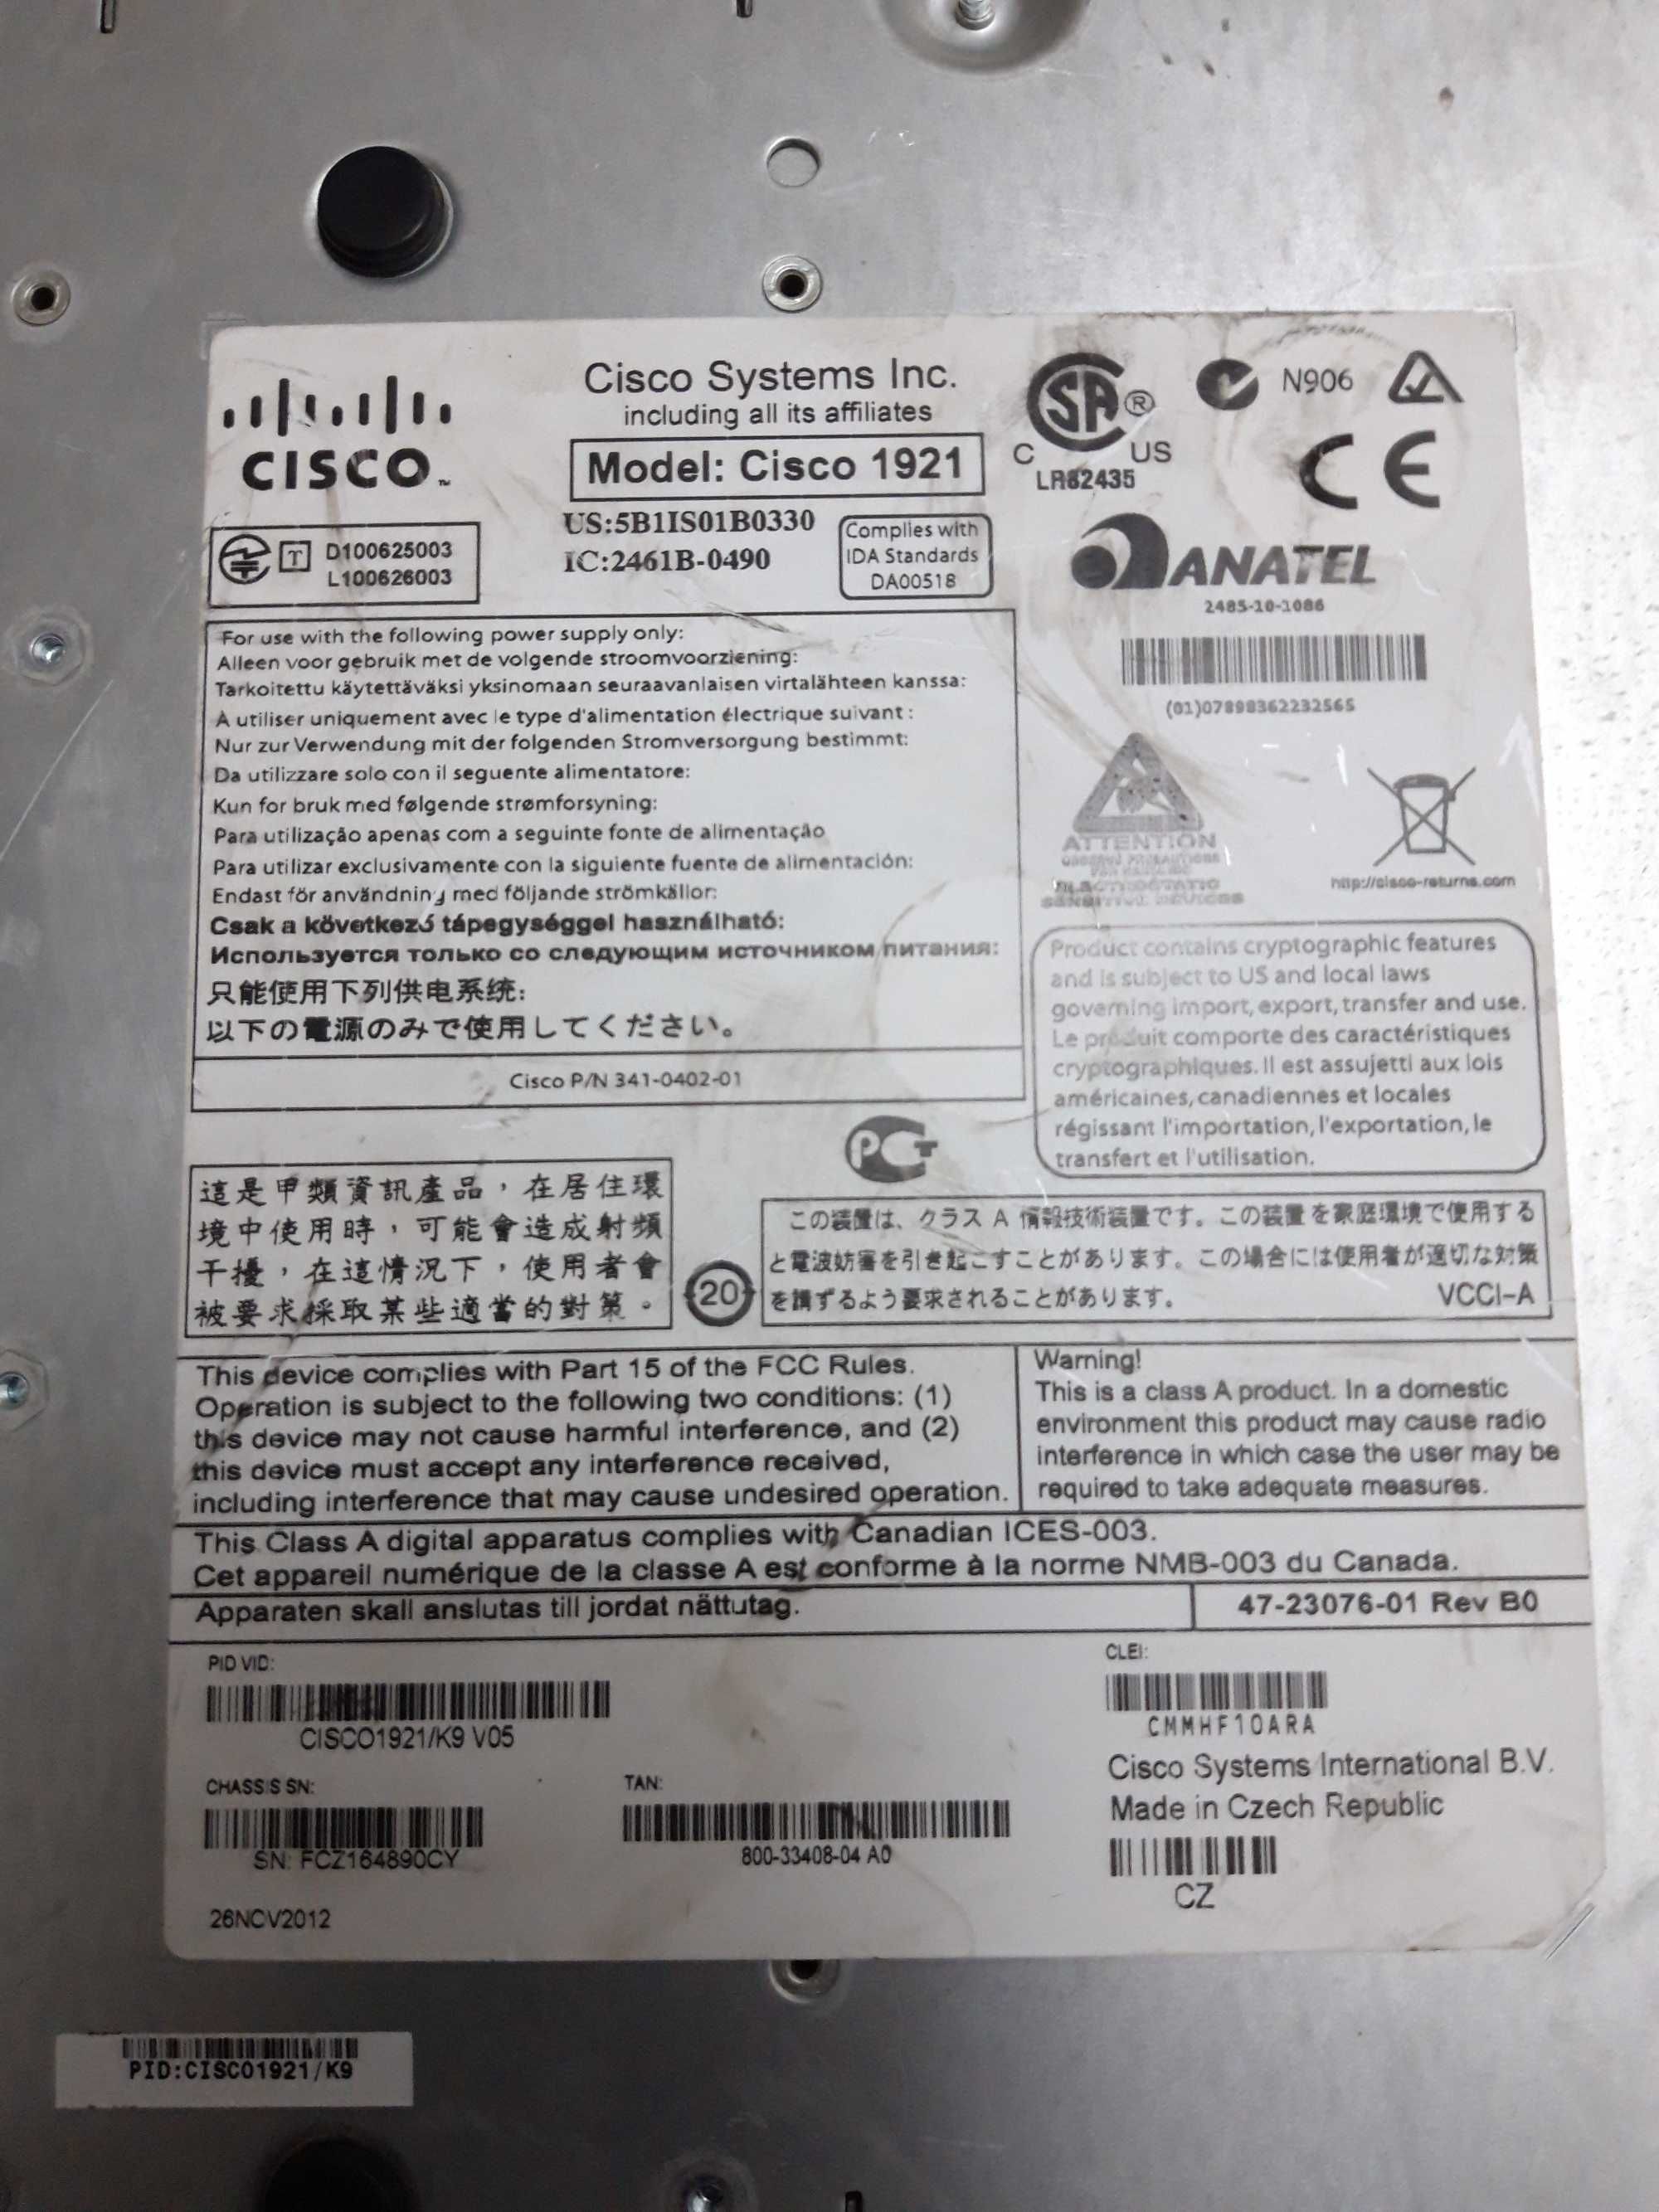 CISCO™
Cisco Systems Inc.
including all its affiliates
Model: Cisco 1921
US:5B1IS01B0330
IC:2461B-0490
Complies with
IDA Standards
DA00518
T D100625003
L100626003
SA®
C US
LR82435
N906
CE
ANATEL
2485-10-1086
(01)07898362232565
For use with the following power supply only:
Alleen voor gebruik met de volgende stroomvoorziening:
Tarkoitettu käytettäväksi yksinomaan seuraavanlaisen virtalähteen kanssa:
À utiliser uniquement avec le type d'alimentation électrique suivant :
Nur zur Verwendung mit der folgenden Stromversorgung bestimmt:
Da utilizzare solo con il seguente alimentatore:
Kun for bruk med følgende strømforsyning:
Para utilização apenas com a seguinte fonte de alimentação
Para utilizar exclusivamente con la siguiente fuente de alimentación:
Endast för användning med följande strömkällor:
Csak a következő tápegységgel használható:
Используется только со следующим источником питания:
只能使用下列供电系统:
以下の電源のみで使用してください。
Cisco P/N 341-0402-01
ATTENTION
OBSERVE PRECAUTIONS
FOR HANDLING
ELECTROSTATIC
SENSITIVE DEVICES
http://cisco-returns.com
Product contains cryptographic features
and is subject to US and local laws
governing import, export, transfer and use.
Le produit comporte des caractéristiques
cryptographiques. Il est assujetti aux lois
américaines, canadiennes et locales
régissant l'importation, l'exportation, le
transfert et l'utilisation.
PCT
這是甲類資訊產品，在居住環
境中使用時，可能會造成射頻
干擾，在這情況下，使用者會
被要求採取某些適當的對策。
20
この装置は、クラス A 情報技術装置です。この装置を家庭環境で使用する
と電波妨害を引き起こすことがあります。この場合には使用者が適切な対策
を講ずるよう要求されることがあります。 VCCI-A
This device complies with Part 15 of the FCC Rules.
Operation is subject to the following two conditions: (1)
this device may not cause harmful interference, and (2)
this device must accept any interference received,
including interference that may cause undesired operation.
Warning!
This is a class A product. In a domestic
environment this product may cause radio
interference in which case the user may be
required to take adequate measures.
This Class A digital apparatus complies with Canadian ICES-003.
Cet appareil numérique de la classe A est conforme à la norme NMB-003 du Canada.
Apparaten skall anslutas till jordat nättutag.
47-23076-01 Rev B0
PID VID:
CISCO1921/K9 V05
CLEI:
CMMHF10ARA
Cisco Systems International B.V.
Made in Czech Republic
CZ
CHASSIS SN:
SN: FCZ164890CY
TAN:
800-33408-04 A0
26NOV2012
PID:CISCO1921/K9